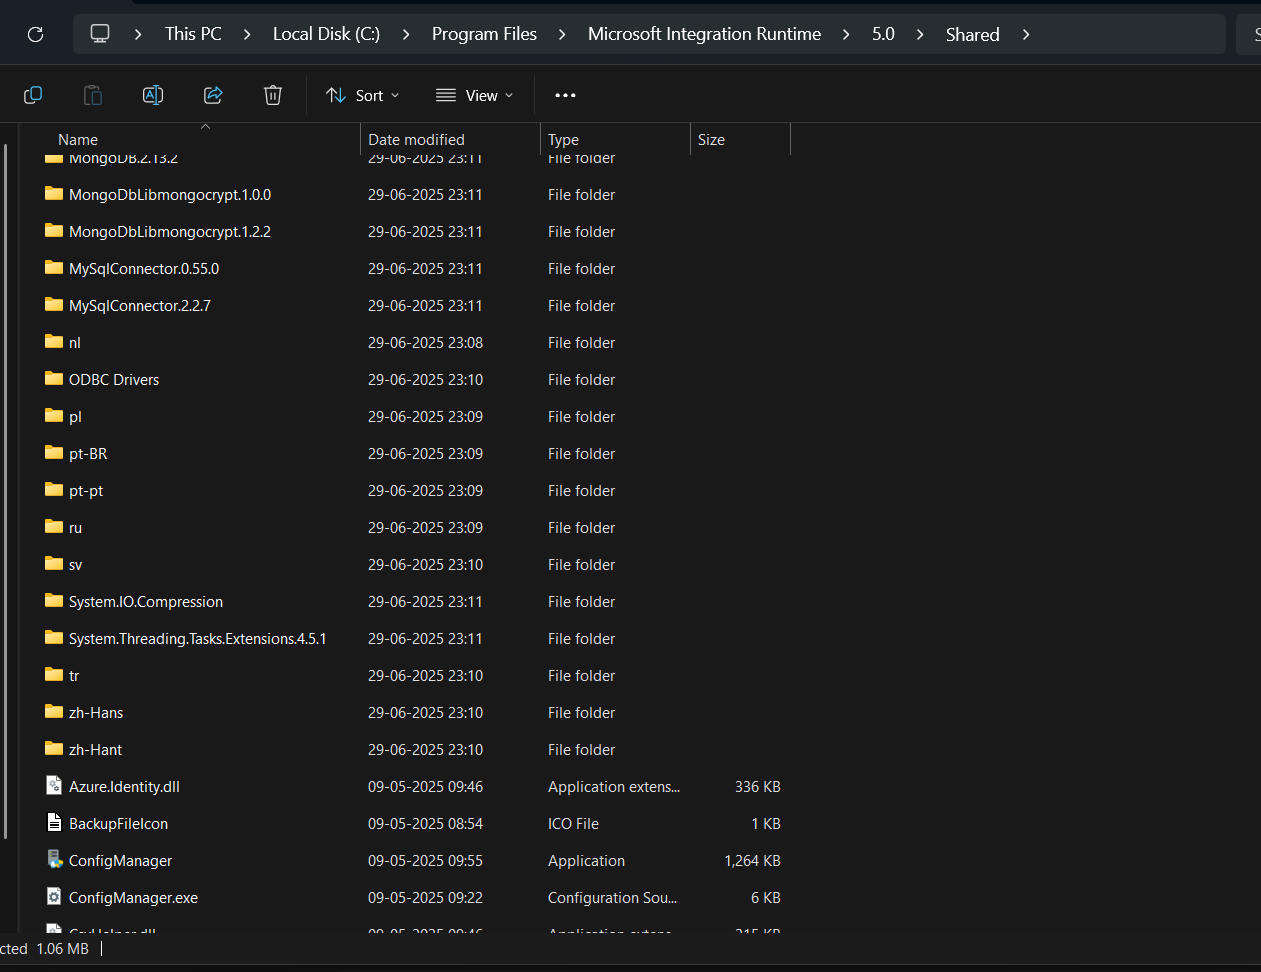 This PC > Local Disk (C:) > Program Files > Microsoft Integration Runtime > 5.0 > Shared >
Sort View
Name Date modified Type Size
MongoDB.2.13.2 29-06-2025 23:11 File folder
MongoDbLibmongocrypt.1.0.0 29-06-2025 23:11 File folder
MongoDbLibmongocrypt.1.2.2 29-06-2025 23:11 File folder
MySqlConnector.0.55.0 29-06-2025 23:11 File folder
MySqlConnector.2.2.7 29-06-2025 23:11 File folder
nl 29-06-2025 23:08 File folder
ODBC Drivers 29-06-2025 23:10 File folder
pl 29-06-2025 23:09 File folder
pt-BR 29-06-2025 23:09 File folder
pt-pt 29-06-2025 23:09 File folder
ru 29-06-2025 23:09 File folder
sv 29-06-2025 23:10 File folder
System.IO.Compression 29-06-2025 23:11 File folder
System.Threading.Tasks.Extensions.4.5.1 29-06-2025 23:11 File folder
tr 29-06-2025 23:10 File folder
zh-Hans 29-06-2025 23:10 File folder
zh-Hant 29-06-2025 23:10 File folder
Azure.Identity.dll 09-05-2025 09:46 Application extens... 336 KB
BackupFileIcon 09-05-2025 08:54 ICO File 1 KB
ConfigManager 09-05-2025 09:55 Application 1,264 KB
ConfigManager.exe 09-05-2025 09:22 Configuration Sou... 6 KB
CsvHelper.dll 09-05-2025 09:46 Application extens... 315 KB
cted 1.06 MB